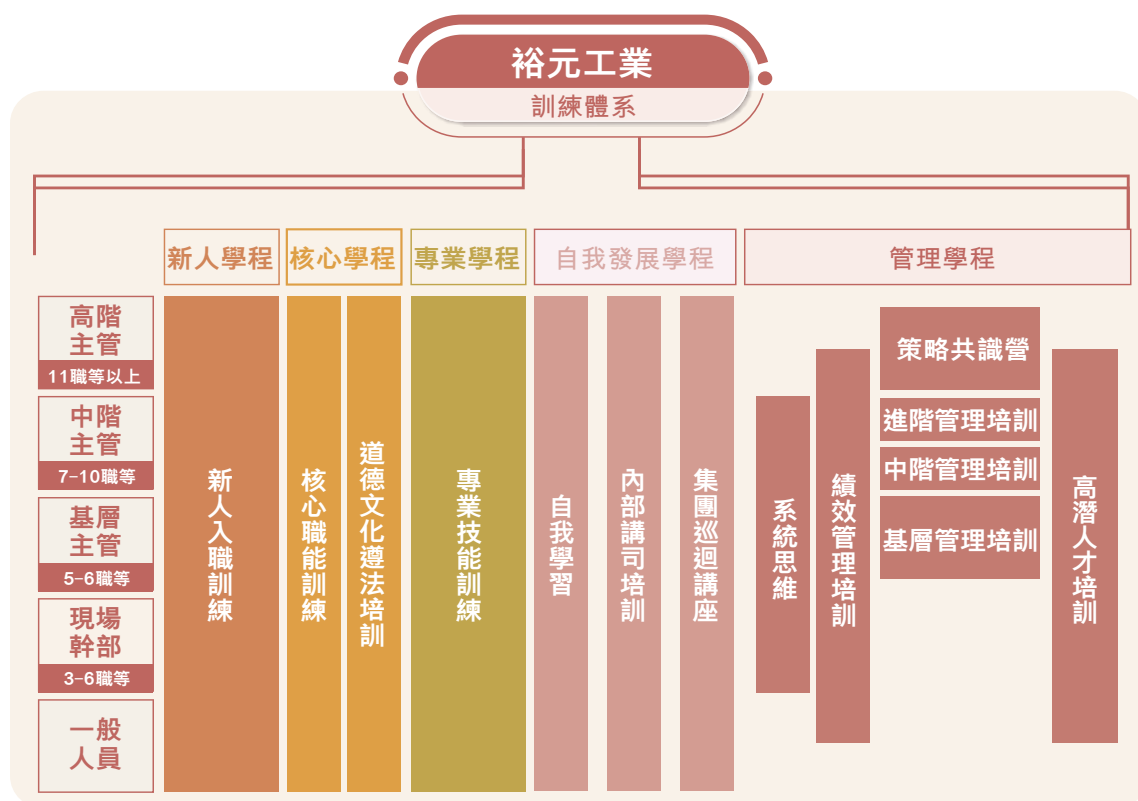 裕元工業
訓練體系
新人學程
核心學程
專業學程
自我發展學程
管理學程
高階
主管
11職等以上
中階
主管
7-10職等
基層
主管
5-6職等
現場
幹部
3-6職等
一般
人員
新人入職訓練
核心職能訓練
道德文化遵法培訓
專業技能訓練
自我學習
內部講司培訓
集團巡迴講座
系統思維
績效管理培訓
策略共識營
進階管理培訓
中階管理培訓
基層管理培訓
高潛人才培訓